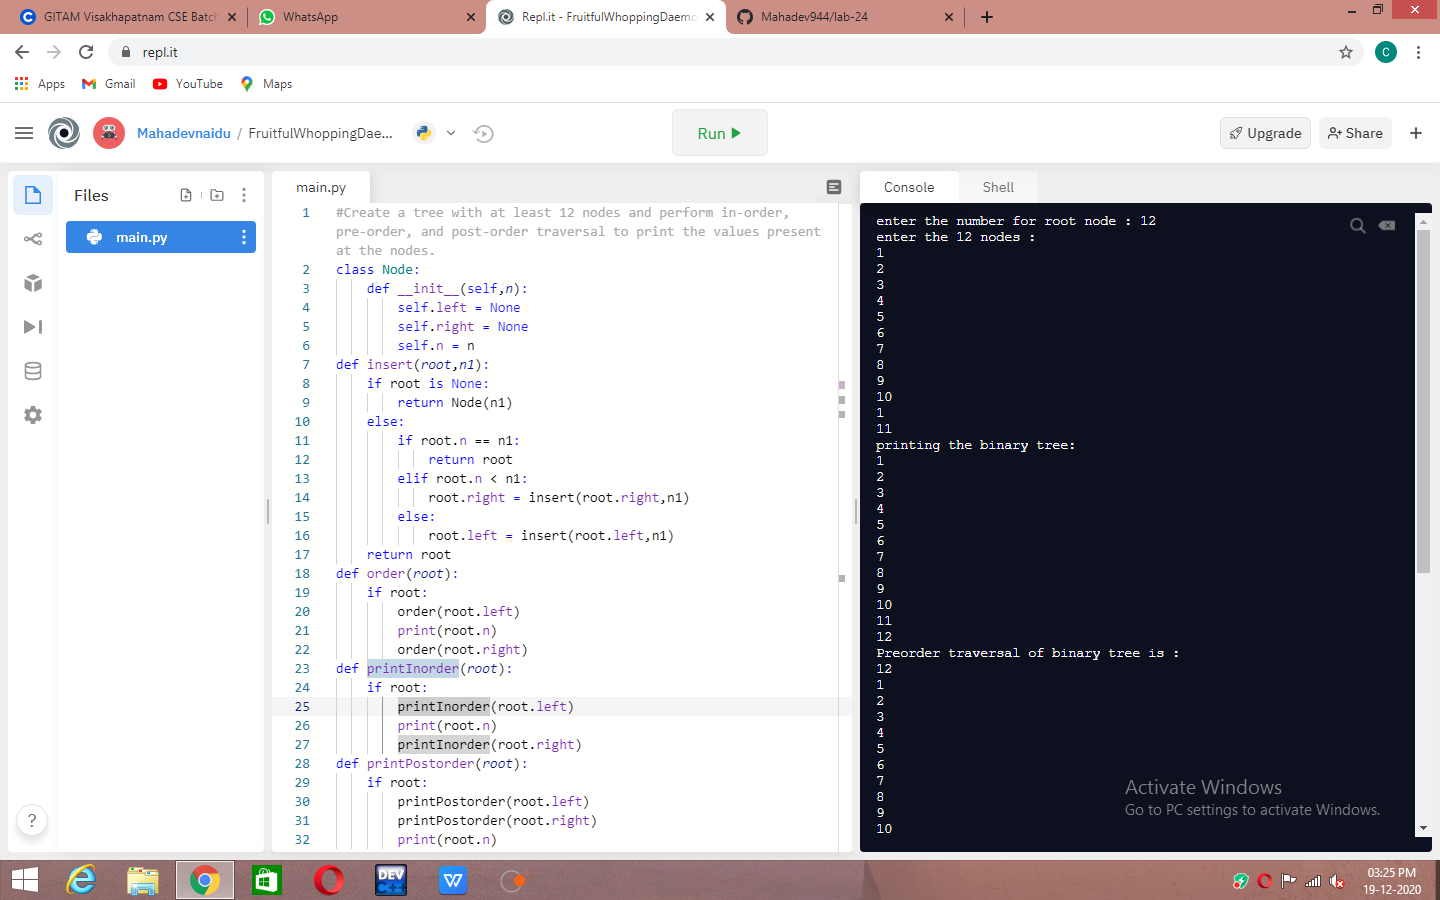 GITAM Visakhapatnam CSE Batch
WhatsApp
Repl.it - FruitfulWhoppingDaemo
Mahadev944/lab-24
repl.it
C
Apps
Gmail
YouTube
Maps
Mahadevnaidu / FruitfulWhoppingDae...
Run
Upgrade
Share
Files
main.py
main.py
Console
Shell
1 #Create a tree with at least 12 nodes and perform in-order,
pre-order, and post-order traversal to print the values present
at the nodes.
2 class Node:
3 def __init__(self,n):
4 self.left = None
5 self.right = None
6 self.n = n
7 def insert(root,n1):
8 if root is None:
9 return Node(n1)
10 else:
11 if root.n == n1:
12 return root
13 elif root.n < n1:
14 root.right = insert(root.right,n1)
15 else:
16 root.left = insert(root.left,n1)
17 return root
18 def order(root):
19 if root:
20 order(root.left)
21 print(root.n)
22 order(root.right)
23 def printInorder(root):
24 if root:
25 printInorder(root.left)
26 print(root.n)
27 printInorder(root.right)
28 def printPostorder(root):
29 if root:
30 printPostorder(root.left)
31 printPostorder(root.right)
32 print(root.n)
enter the number for root node : 12
enter the 12 nodes :
1
2
3
4
5
6
7
8
9
10
1
11
printing the binary tree:
1
2
3
4
5
6
7
8
9
10
11
12
Preorder traversal of binary tree is :
12
1
2
3
4
5
6
7
8
9
10
Activate Windows
Go to PC settings to activate Windows.
?
DEV
C++
W
03:25 PM
19-12-2020